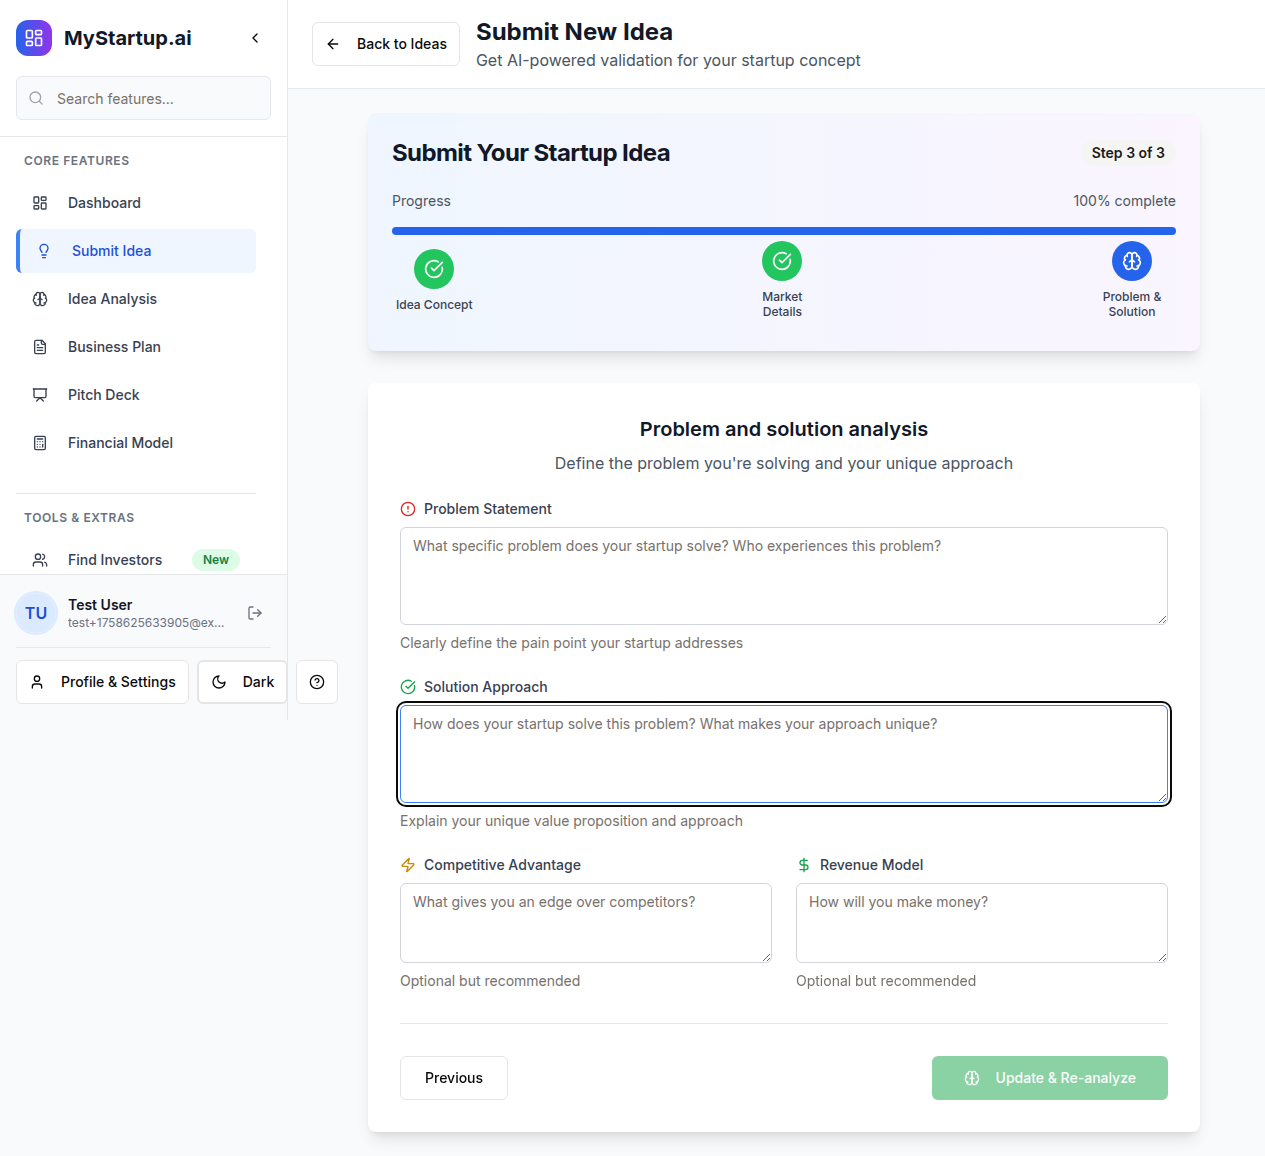 MyStartup.ai
Search features...
CORE FEATURES
Dashboard
Submit Idea
Idea Analysis
Business Plan
Pitch Deck
Financial Model
TOOLS & EXTRAS
Find Investors
New
TU
Test User
test+1758625633905@ex...
Profile & Settings
Dark
Back to Ideas
Submit New Idea
Get AI-powered validation for your startup concept
Submit Your Startup Idea
Step 3 of 3
Progress
100% complete
Idea Concept
Market
Details
Problem &
Solution
Problem and solution analysis
Define the problem you're solving and your unique approach
Problem Statement
What specific problem does your startup solve? Who experiences this problem?
Clearly define the pain point your startup addresses
Solution Approach
How does your startup solve this problem? What makes your approach unique?
Explain your unique value proposition and approach
Competitive Advantage
What gives you an edge over competitors?
Optional but recommended
Revenue Model
How will you make money?
Optional but recommended
Previous
Update & Re-analyze